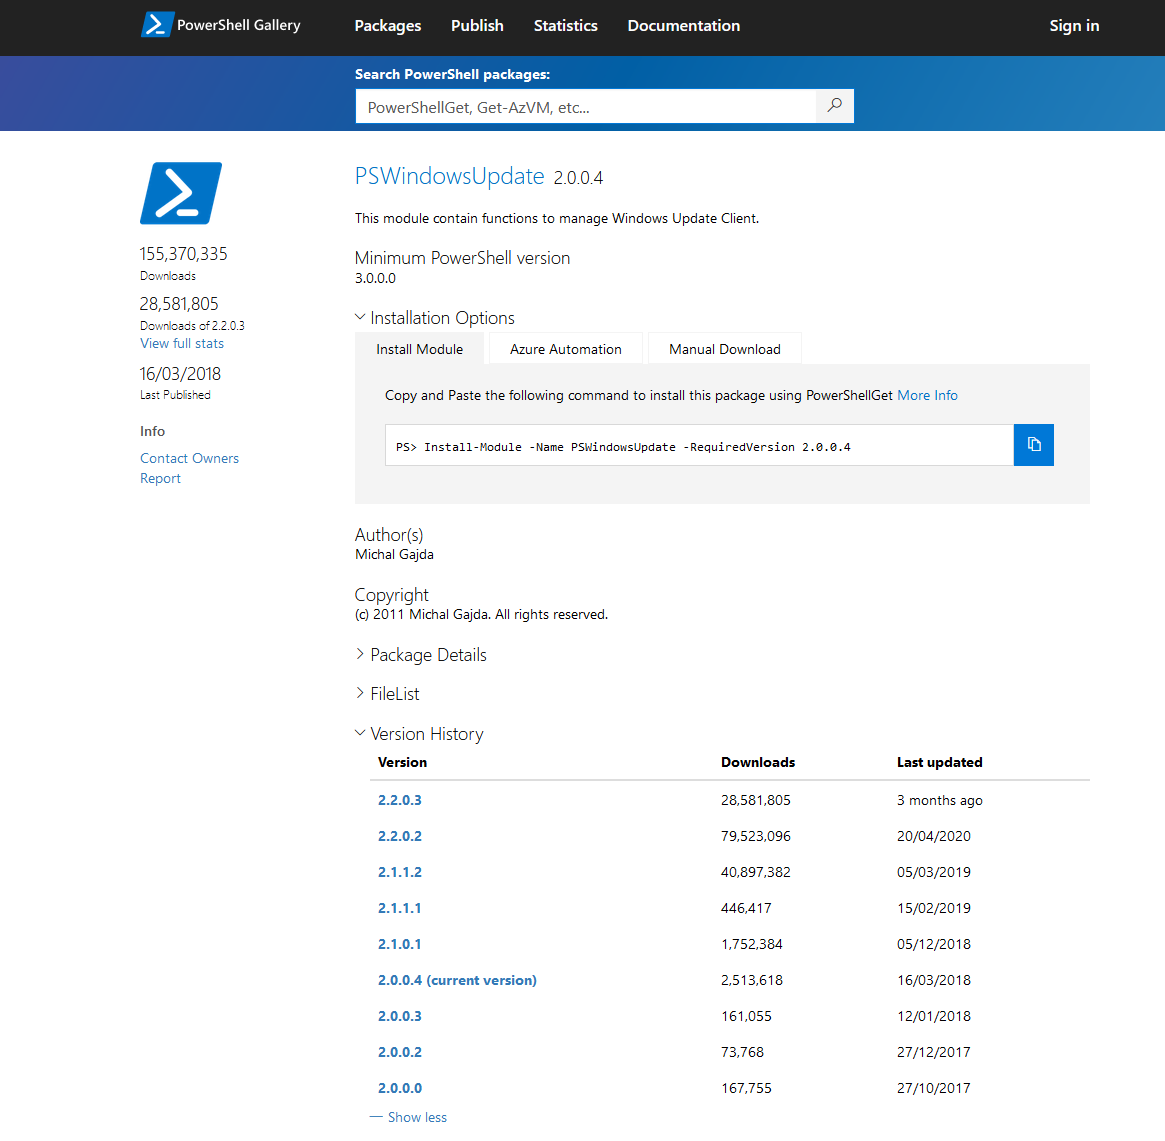 PowerShell Gallery Packages Publish Statistics Documentation Sign in
Search PowerShell packages:
PowerShellGet, Get-AzVM, etc...
155,370,335
Downloads
28,581,805
Downloads of 2.2.0.3
View full stats
16/03/2018
Last Published
Info
Contact Owners
Report
PSWindowsUpdate 2.0.0.4
This module contain functions to manage Windows Update Client.
Minimum PowerShell version
3.0.0.0
Installation Options
Install Module Azure Automation Manual Download
Copy and Paste the following command to install this package using PowerShellGet More Info
PS> Install-Module -Name PSWindowsUpdate -RequiredVersion 2.0.0.4
Author(s)
Michal Gajda
Copyright
(c) 2011 Michal Gajda. All rights reserved.
Package Details
FileList
Version History
Version Downloads Last updated
2.2.0.3 28,581,805 3 months ago
2.2.0.2 79,523,096 20/04/2020
2.1.1.2 40,897,382 05/03/2019
2.1.1.1 446,417 15/02/2019
2.1.0.1 1,752,384 05/12/2018
2.0.0.4 (current version) 2,513,618 16/03/2018
2.0.0.3 161,055 12/01/2018
2.0.0.2 73,768 27/12/2017
2.0.0.0 167,755 27/10/2017
Show less